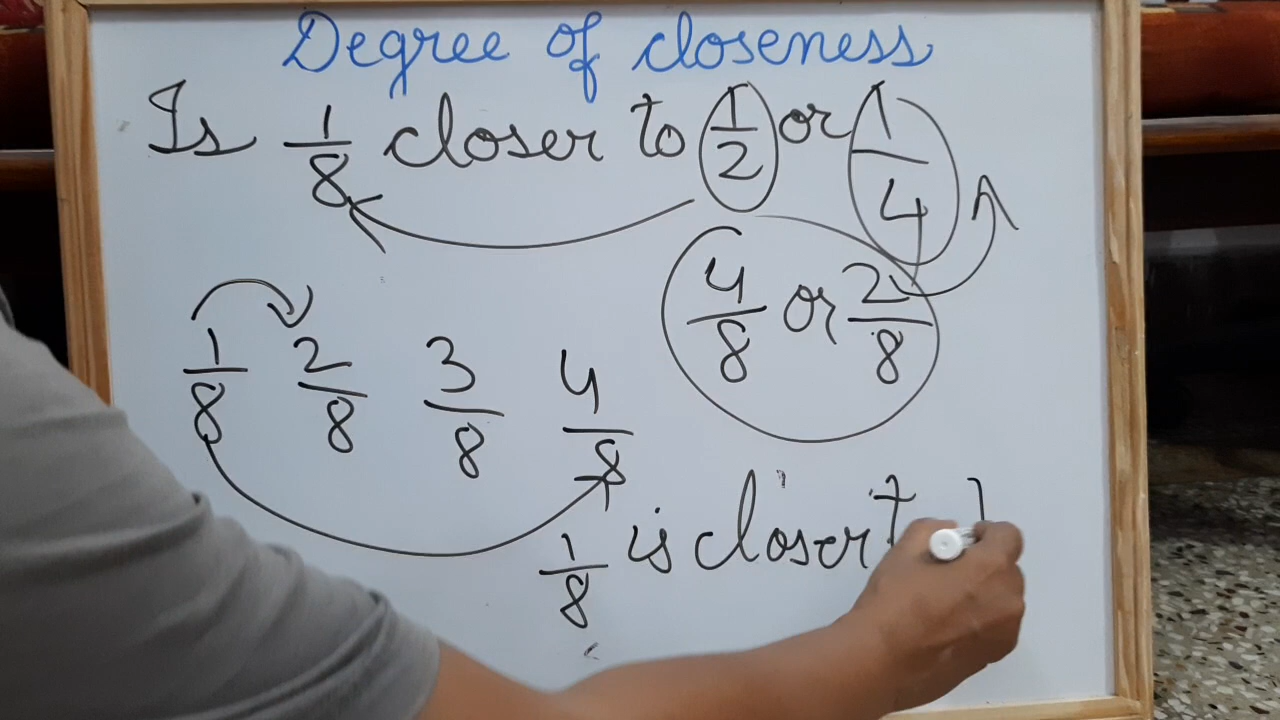 Degree of closeness
Is 1/8 closer to 1/2 or 1/4
4/8 or 2/8
1/8 2/8 3/8 4/8
1/8 is closer t 1